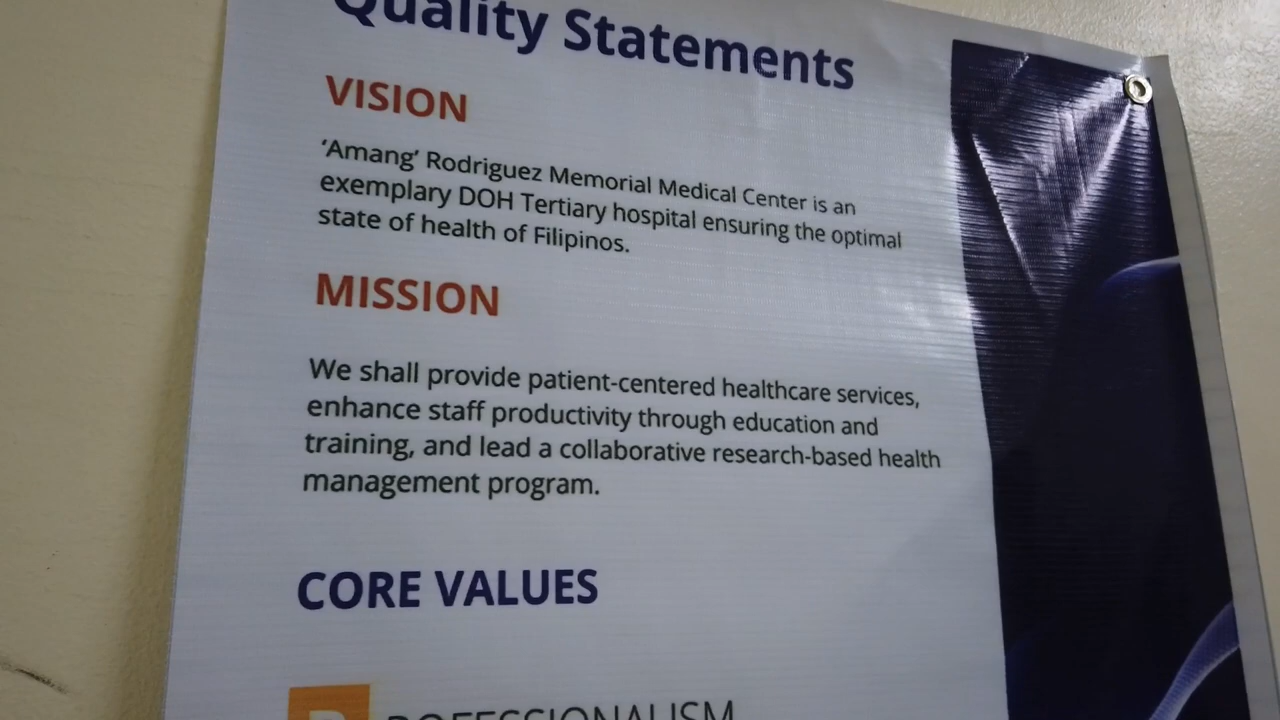 Quality Statements
VISION
‘Amang’ Rodriguez Memorial Medical Center is an
exemplary DOH Tertiary hospital ensuring the optimal
state of health of Filipinos.
MISSION
We shall provide patient-centered healthcare services,
enhance staff productivity through education and
training, and lead a collaborative research-based health
management program.
CORE VALUES
PROFESSIONALISM